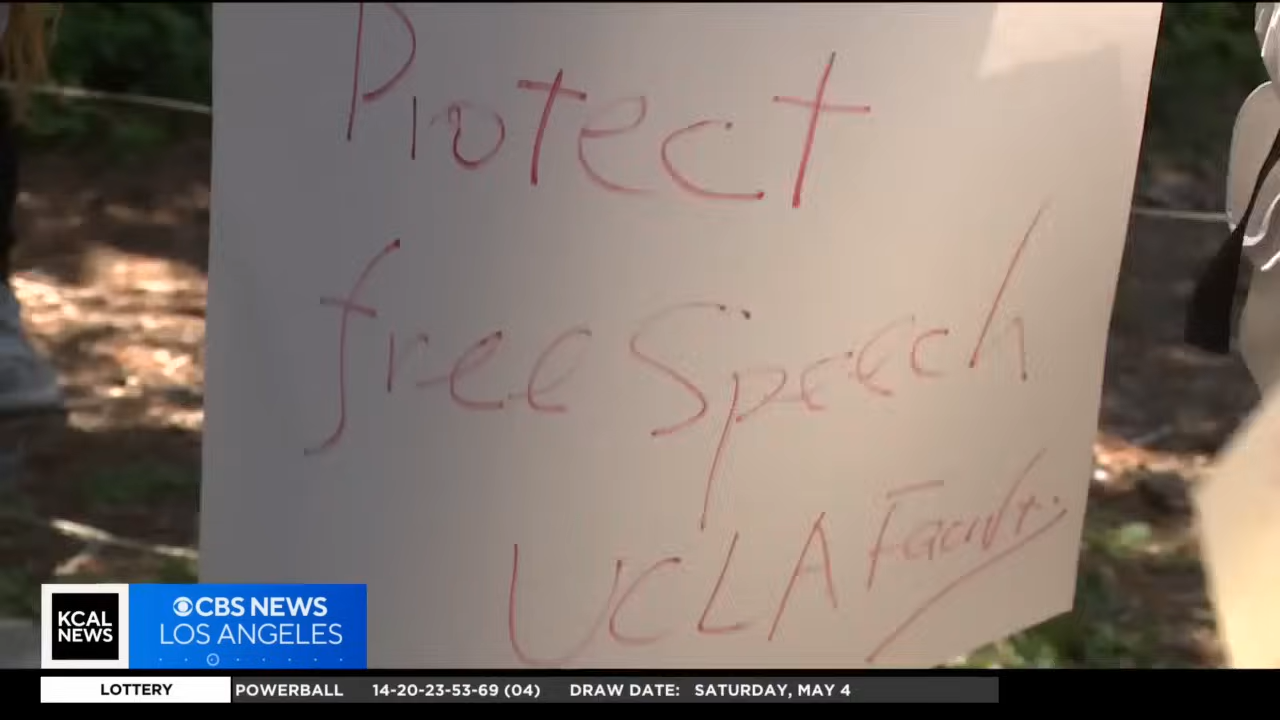 Protect
free Speech
UCLA Faculty
KCAL
NEWS
CBS NEWS
LOS ANGELES
LOTTERY POWERBALL 14-20-23-53-69 (04) DRAW DATE: SATURDAY, MAY 4